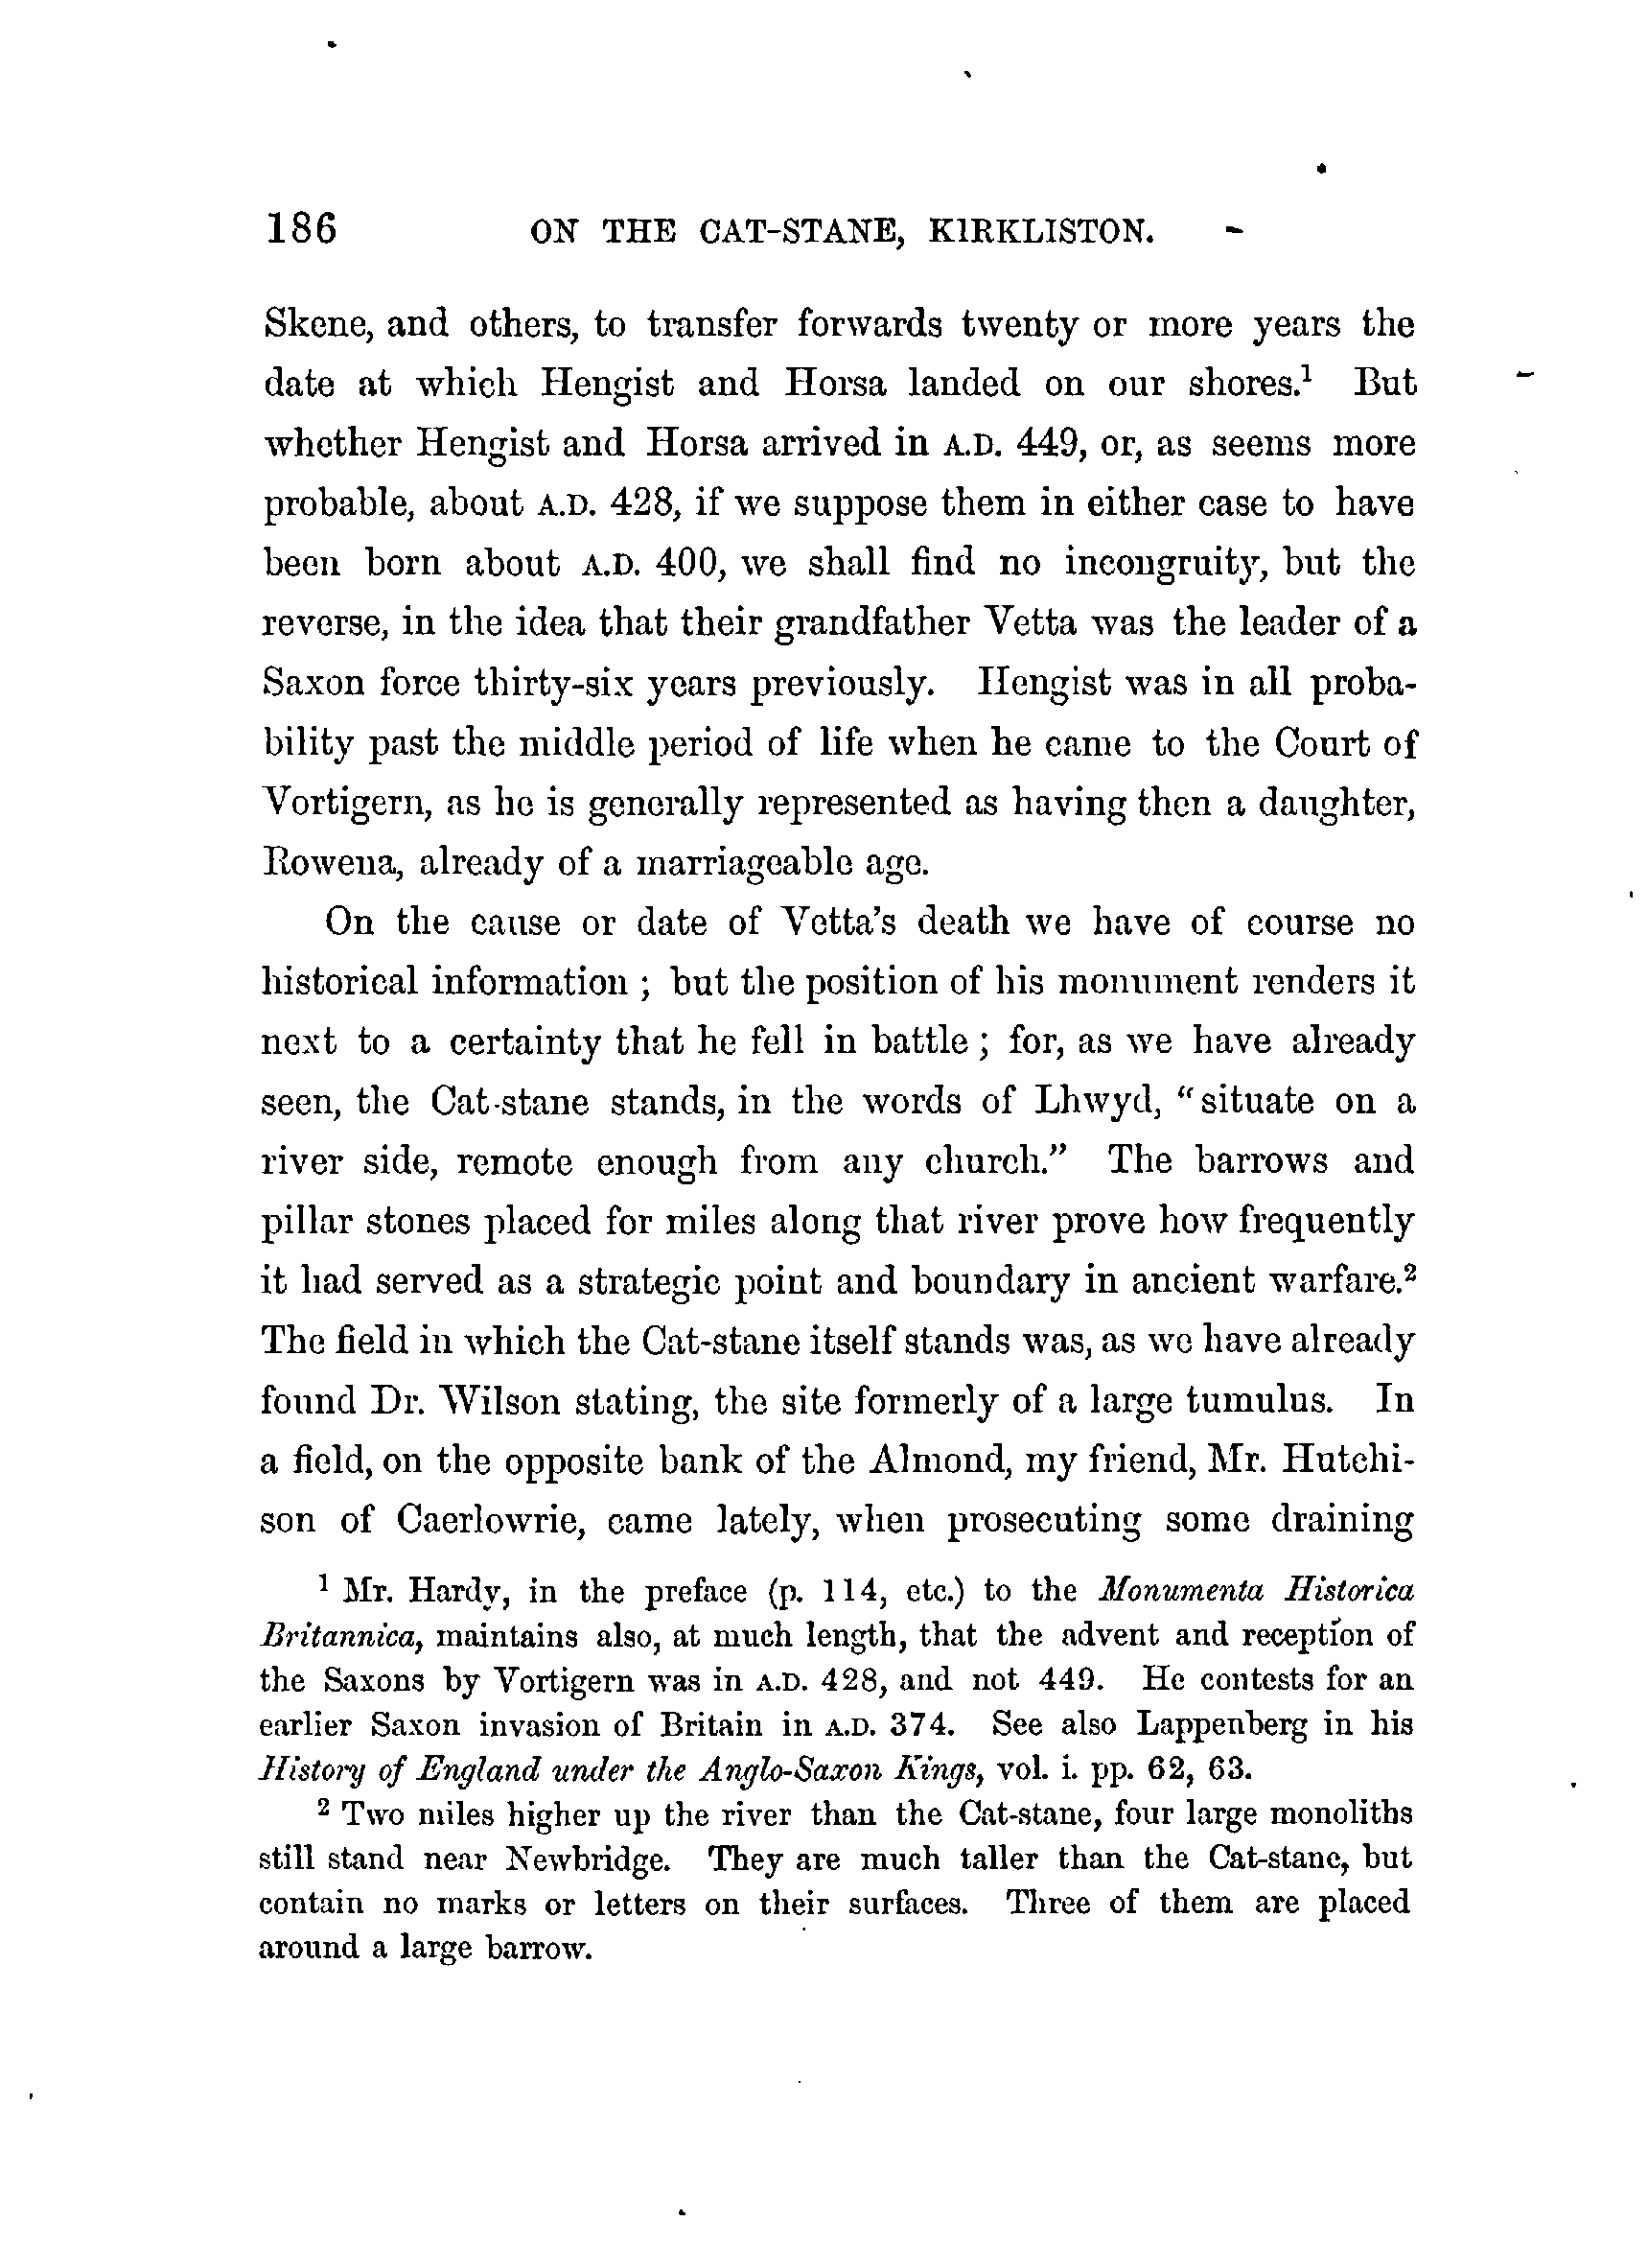 186 ON THE CAT-STANE, KIRKLISTON.
Skene, and others, to transfer forwards twenty or more years the
date at which Hengist and Horsa landed on our shores.¹ But
whether Hengist and Horsa arrived in A.D. 449, or, as seems more
probable, about A.D. 428, if we suppose them in either case to have
been born about A.D. 400, we shall find no incongruity, but the
reverse, in the idea that their grandfather Vetta was the leader of a
Saxon force thirty-six years previously. Hengist was in all proba-
bility past the middle period of life when he came to the Court of
Vortigern, as he is generally represented as having then a daughter,
Rowena, already of a marriageable age.
On the cause or date of Vetta's death we have of course no
historical information ; but the position of his monument renders it
next to a certainty that he fell in battle ; for, as we have already
seen, the Cat-stane stands, in the words of Lhwyd, "situate on a
river side, remote enough from any church." The barrows and
pillar stones placed for miles along that river prove how frequently
it had served as a strategic point and boundary in ancient warfare.²
The field in which the Cat-stane itself stands was, as we have already
found Dr. Wilson stating, the site formerly of a large tumulus. In
a field, on the opposite bank of the Almond, my friend, Mr. Hutchi-
son of Caerlowrie, came lately, when prosecuting some draining
¹ Mr. Hardy, in the preface (p. 114, etc.) to the Monumenta Historica
Britannica, maintains also, at much length, that the advent and reception of
the Saxons by Vortigern was in A.D. 428, and not 449. He contests for an
earlier Saxon invasion of Britain in A.D. 374. See also Lappenberg in his
History of England under the Anglo-Saxon Kings, vol. i. pp. 62, 63.
² Two miles higher up the river than the Cat-stane, four large monoliths
still stand near Newbridge. They are much taller than the Cat-stane, but
contain no marks or letters on their surfaces. Three of them are placed
around a large barrow.